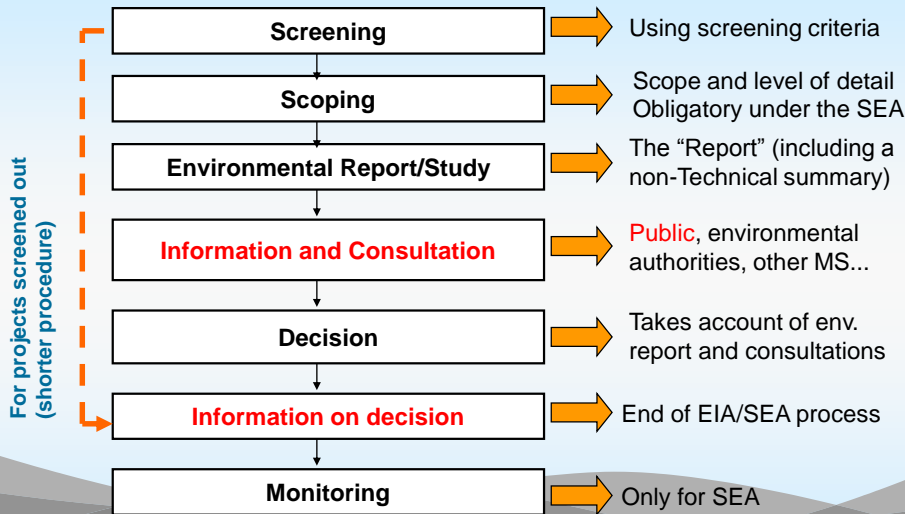 Screening
Using screening criteria
Scoping
Scope and level of detail
Obligatory under the SEA
Environmental Report/Study
The “Report” (including a
non-Technical summary)
Information and Consultation
Public, environmental
authorities, other MS...
Decision
Takes account of env.
report and consultations
Information on decision
End of EIA/SEA process
Monitoring
Only for SEA
For projects screened out
(shorter procedure)